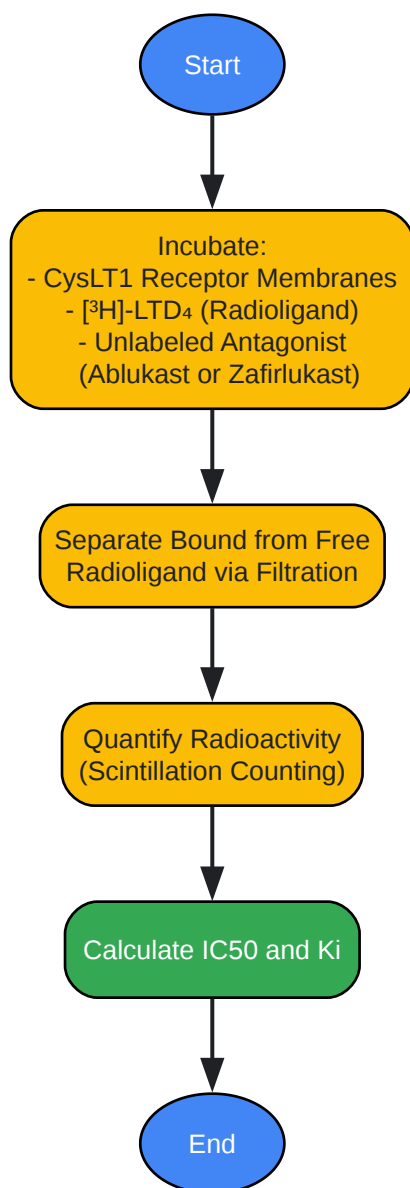 Start
Incubate:
- CysLT1 Receptor Membranes
- [³H]-LTD₄ (Radioligand)
- Unlabeled Antagonist
(Ablukast or Zafirlukast)
Separate Bound from Free
Radioligand via Filtration
Quantify Radioactivity
(Scintillation Counting)
Calculate IC50 and Ki
End